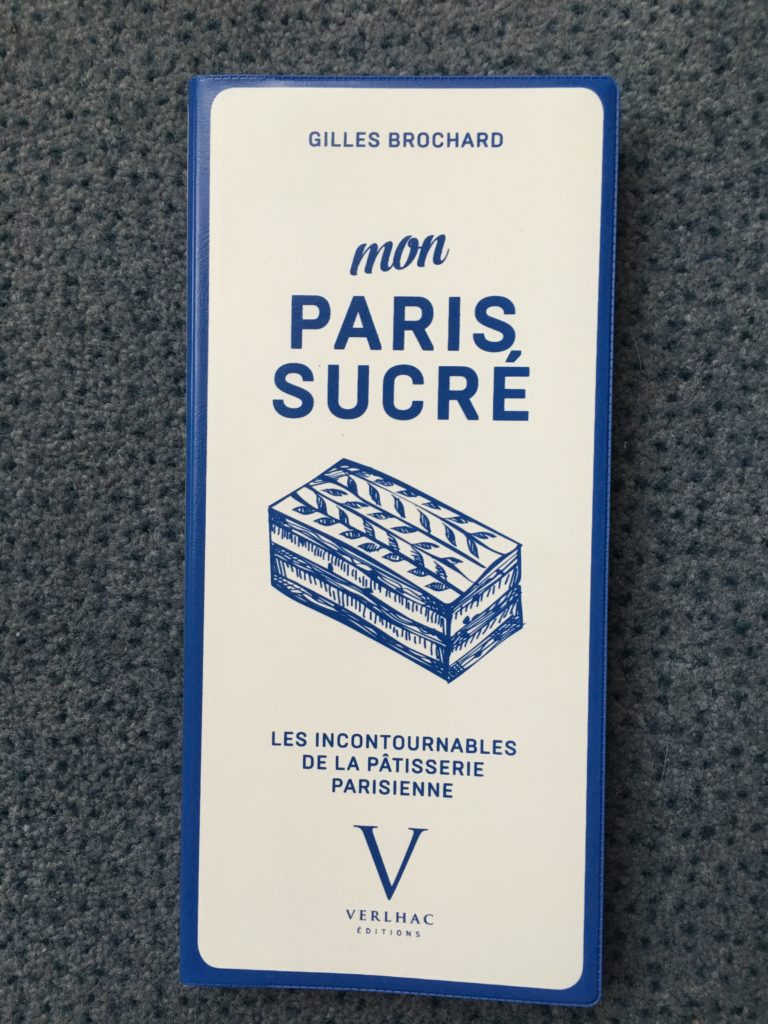 GILLES BROCHARD
mon
PARIS
SUCRÉ
LES INCONTOURNABLES
DE LA PÂTISSERIE
PARISIENNE
V
VERLHAC
ÉDITIONS